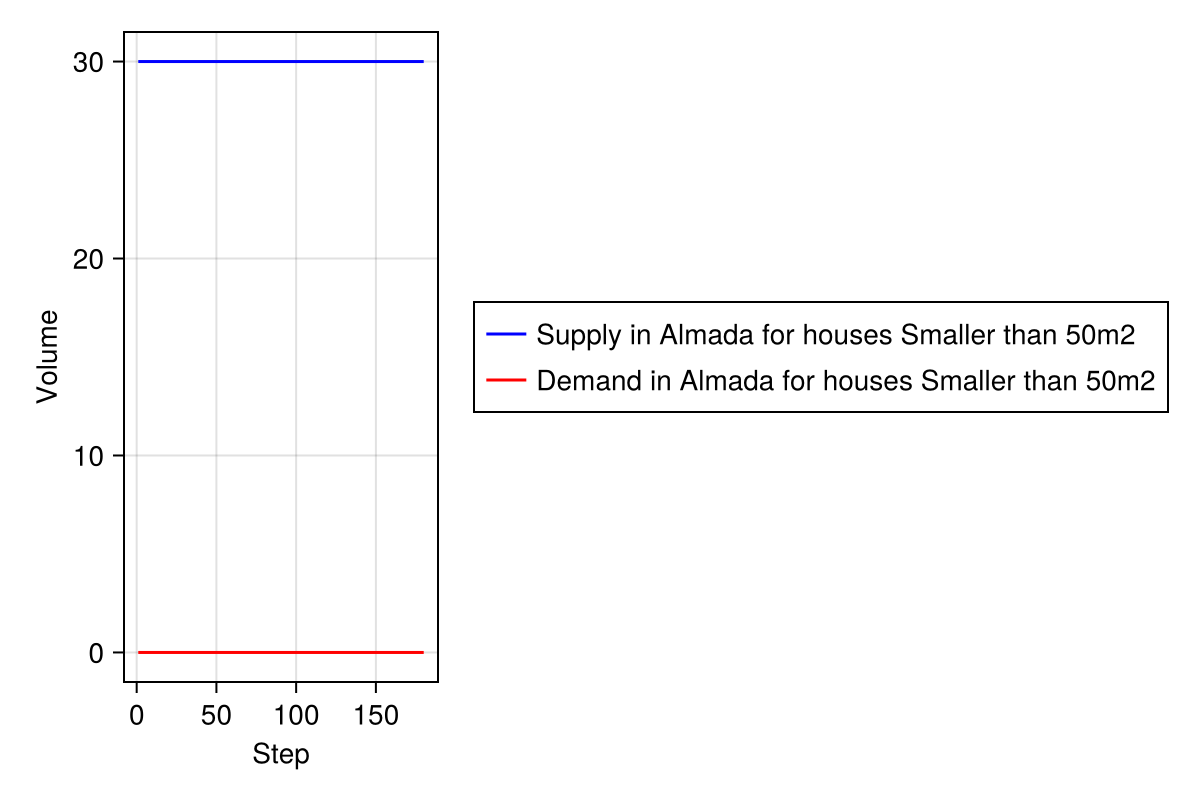 30
20
10
0
Volume
0 50 100 150
Step
Supply in Almada for houses Smaller than 50m2
Demand in Almada for houses Smaller than 50m2